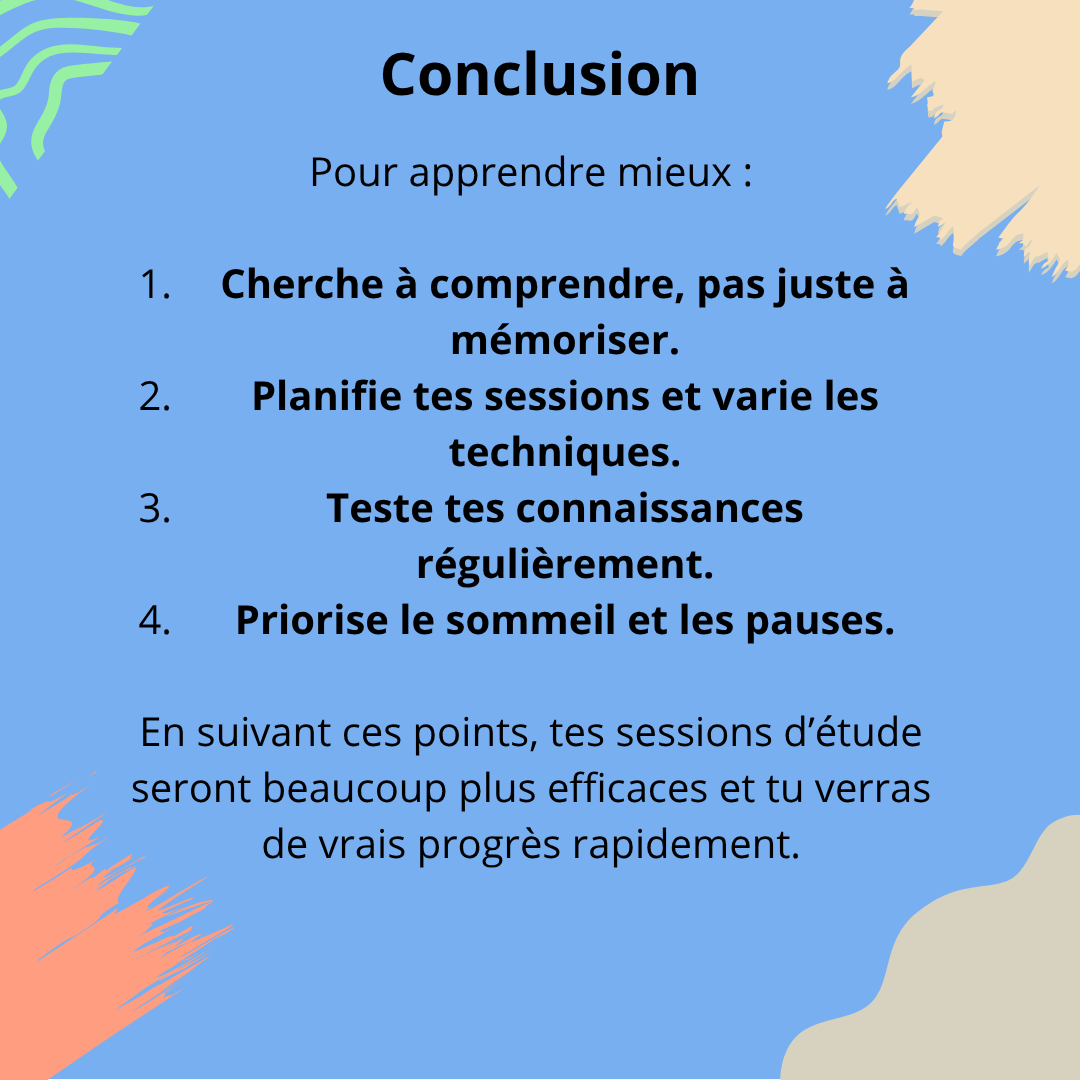 Conclusion
Pour apprendre mieux :
1. Cherche à comprendre, pas juste à
mémoriser.
2. Planifie tes sessions et varie les
techniques.
3. Teste tes connaissances
régulièrement.
4. Priorise le sommeil et les pauses.
En suivant ces points, tes sessions d’étude
seront beaucoup plus efficaces et tu verras
de vrais progrès rapidement.